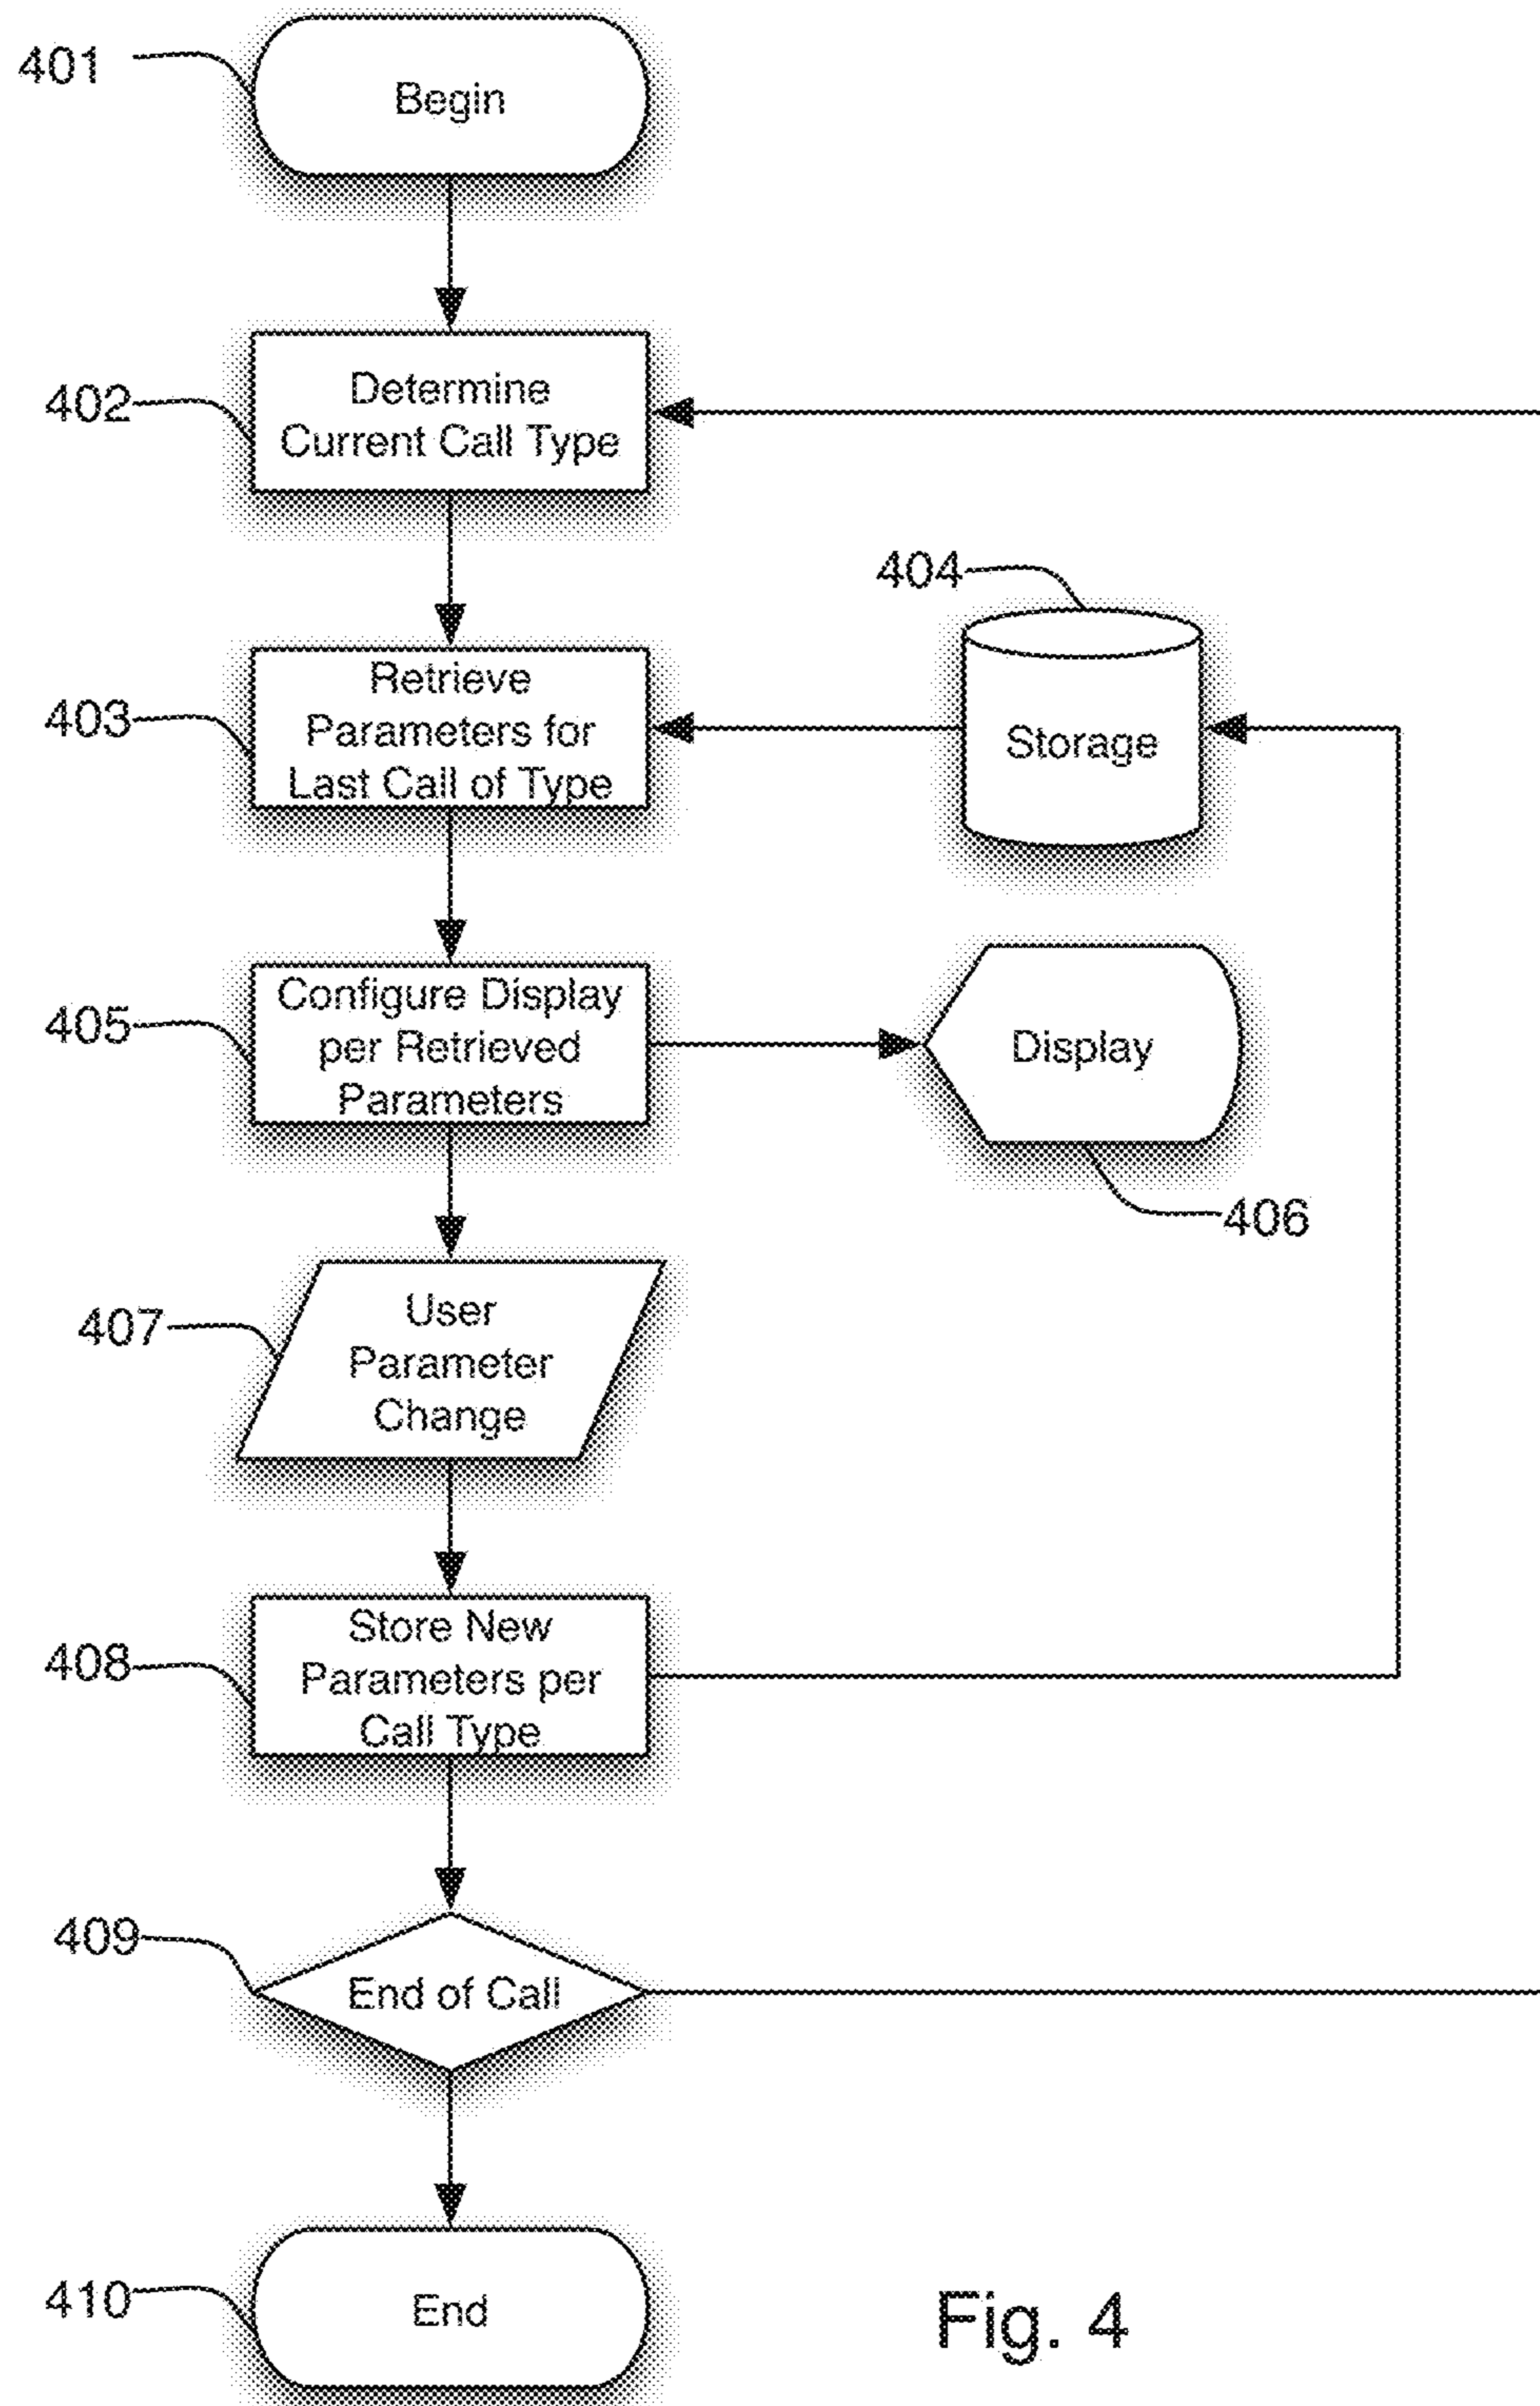 401
Begin
402
Determine
Current Call Type
404
403
Retrieve
Parameters for
Last Call of Type
Storage
405
Configure Display
per Retrieved
Parameters
Display
406
407
User
Parameter
Change
408
Store New
Parameters per
Call Type
409
End of Call
410
End
Fig. 4